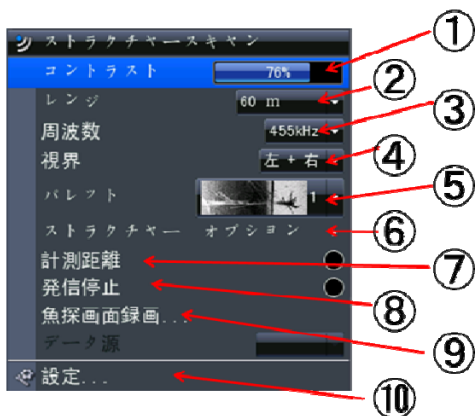 ストラクチャースキャン
①
コントラスト 76%
②
レンジ 60 m
③
周波数 455kHz
④
視界 左 + 右
⑤
パレット 1
ストラクチャー オプション
⑥
計測距離
⑦
発信停止
⑧
魚探画面録画...
⑨
データ源
設定...
⑩